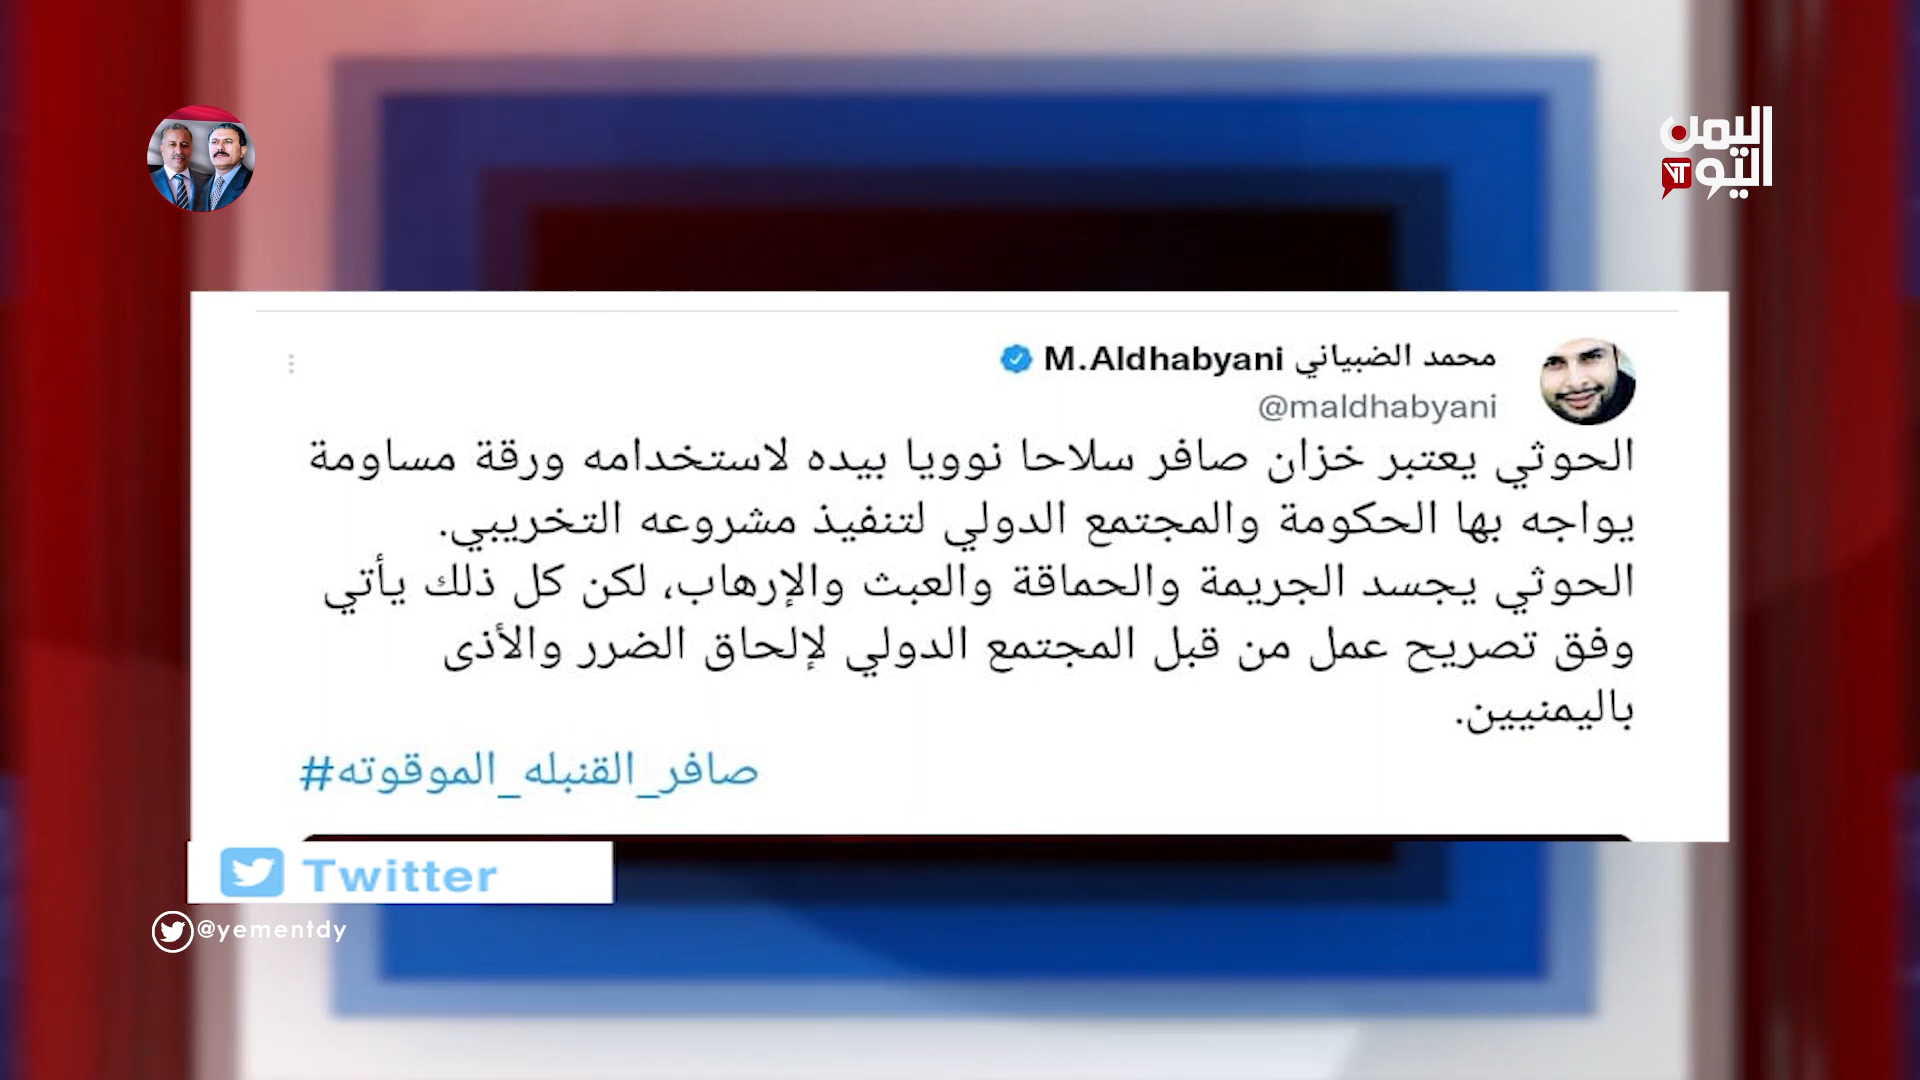 اليمن
اليوم
YT
محمد الضبياني M.Aldhabyani
@maldhabyani
الحوثي يعتبر خزان صافر سلاحا نوويا بيده لاستخدامه ورقة مساومة
يواجه بها الحكومة والمجتمع الدولي لتنفيذ مشروعه التخريبي.
الحوثي يجسد الجريمة والحماقة والعبث والإرهاب، لكن كل ذلك يأتي
وفق تصريح عمل من قبل المجتمع الدولي لإلحاق الضرر والأذى
باليمنيين.
#صافر_القنبله_الموقوته
Twitter
@yementdy